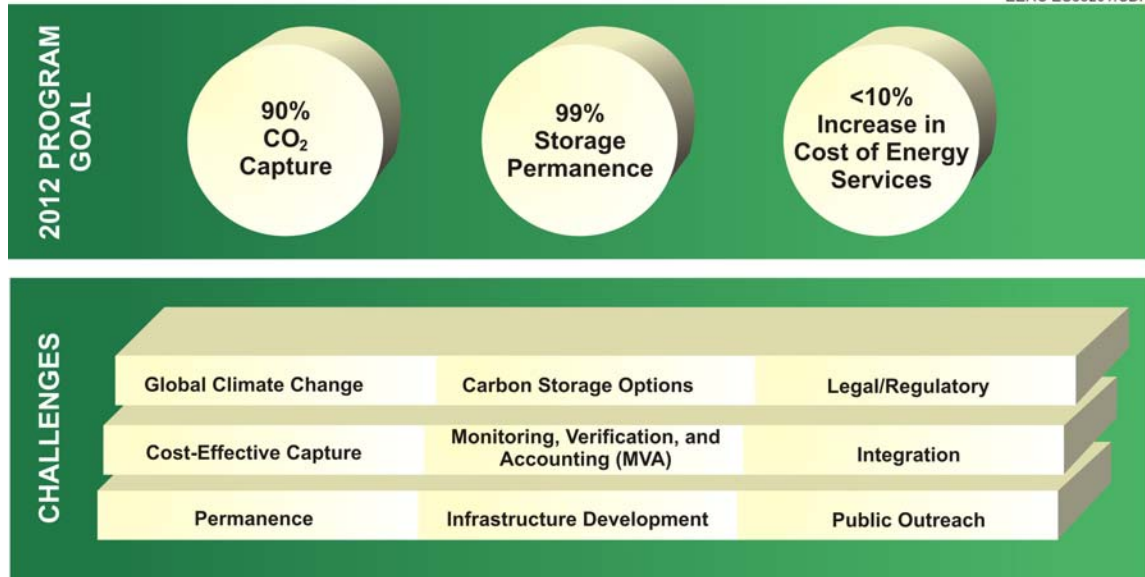 2012 PROGRAM
GOAL
90%
CO₂
Capture
99%
Storage
Permanence
<10%
Increase in
Cost of Energy
Services
CHALLENGES
Global Climate Change
Carbon Storage Options
Legal/Regulatory
Cost-Effective Capture
Monitoring, Verification, and
Accounting (MVA)
Integration
Permanence
Infrastructure Development
Public Outreach